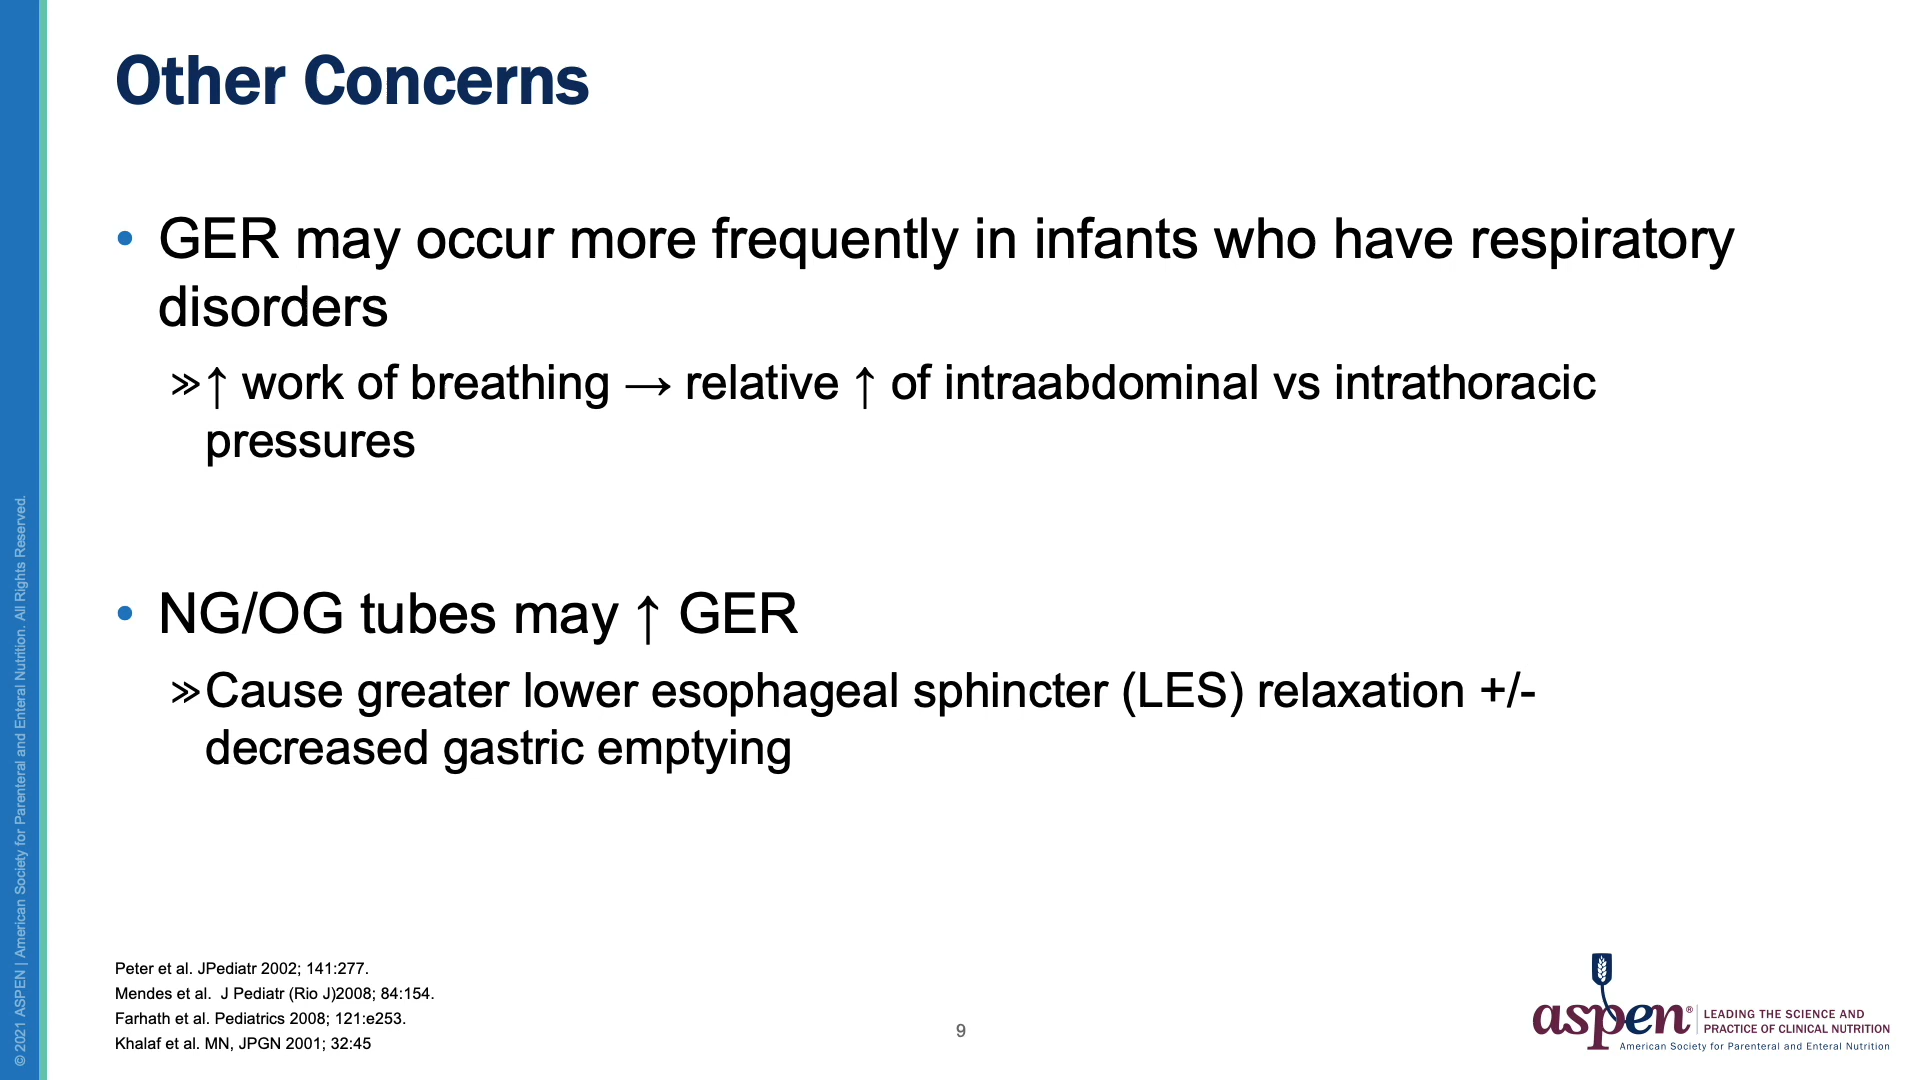 Other Concerns
• GER may occur more frequently in infants who have respiratory
disorders
»↑ work of breathing → relative ↑ of intraabdominal vs intrathoracic
pressures
• NG/OG tubes may ↑ GER
»Cause greater lower esophageal sphincter (LES) relaxation +/-
decreased gastric emptying
Peter et al. JPediatr 2002; 141:277.
Mendes et al.  J Pediatr (Rio J)2008; 84:154.
Farhath et al. Pediatrics 2008; 121:e253.
Khalaf et al. MN, JPGN 2001; 32:45
9
aspen®
LEADING THE SCIENCE AND
PRACTICE OF CLINICAL NUTRITION
American Society for Parenteral and Enteral Nutrition
© 2021 ASPEN | American Society for Parenteral and Enteral Nutrition. All Rights Reserved.